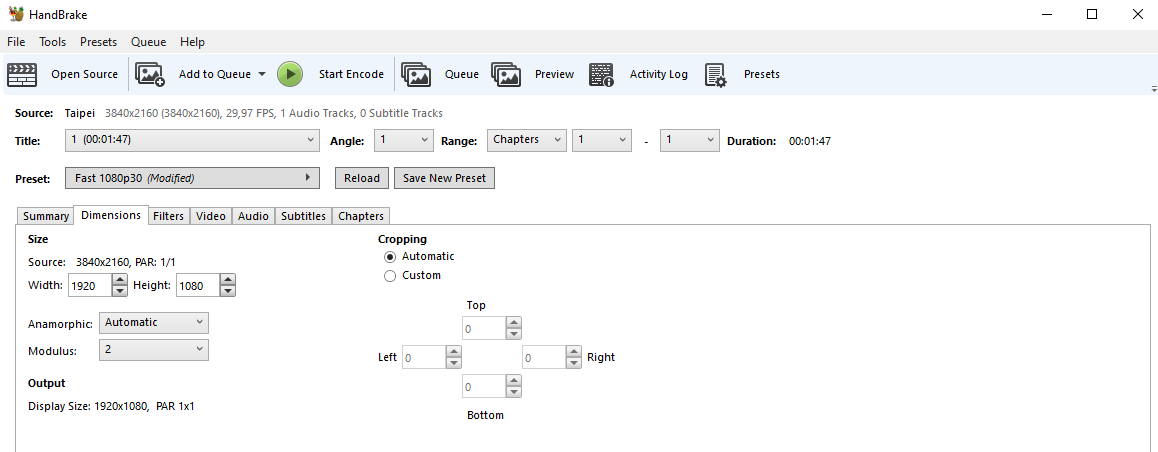 HandBrake
File Tools Presets Queue Help
Open Source Add to Queue Start Encode Queue Preview Activity Log Presets
Source: Taipei 3840x2160 (3840x2160), 29,97 FPS, 1 Audio Tracks, 0 Subtitle Tracks
Title: 1 (00:01:47) Angle: 1 Range: Chapters 1 - 1 Duration: 00:01:47
Preset: Fast 1080p30 (Modified) Reload Save New Preset
Summary Dimensions Filters Video Audio Subtitles Chapters
Size
Source: 3840x2160, PAR: 1/1
Width: 1920 Height: 1080
Anamorphic: Automatic
Modulus: 2
Output
Display Size: 1920x1080, PAR 1x1
Cropping
Automatic
Custom
Top
0
Left 0 0 Right
0
Bottom